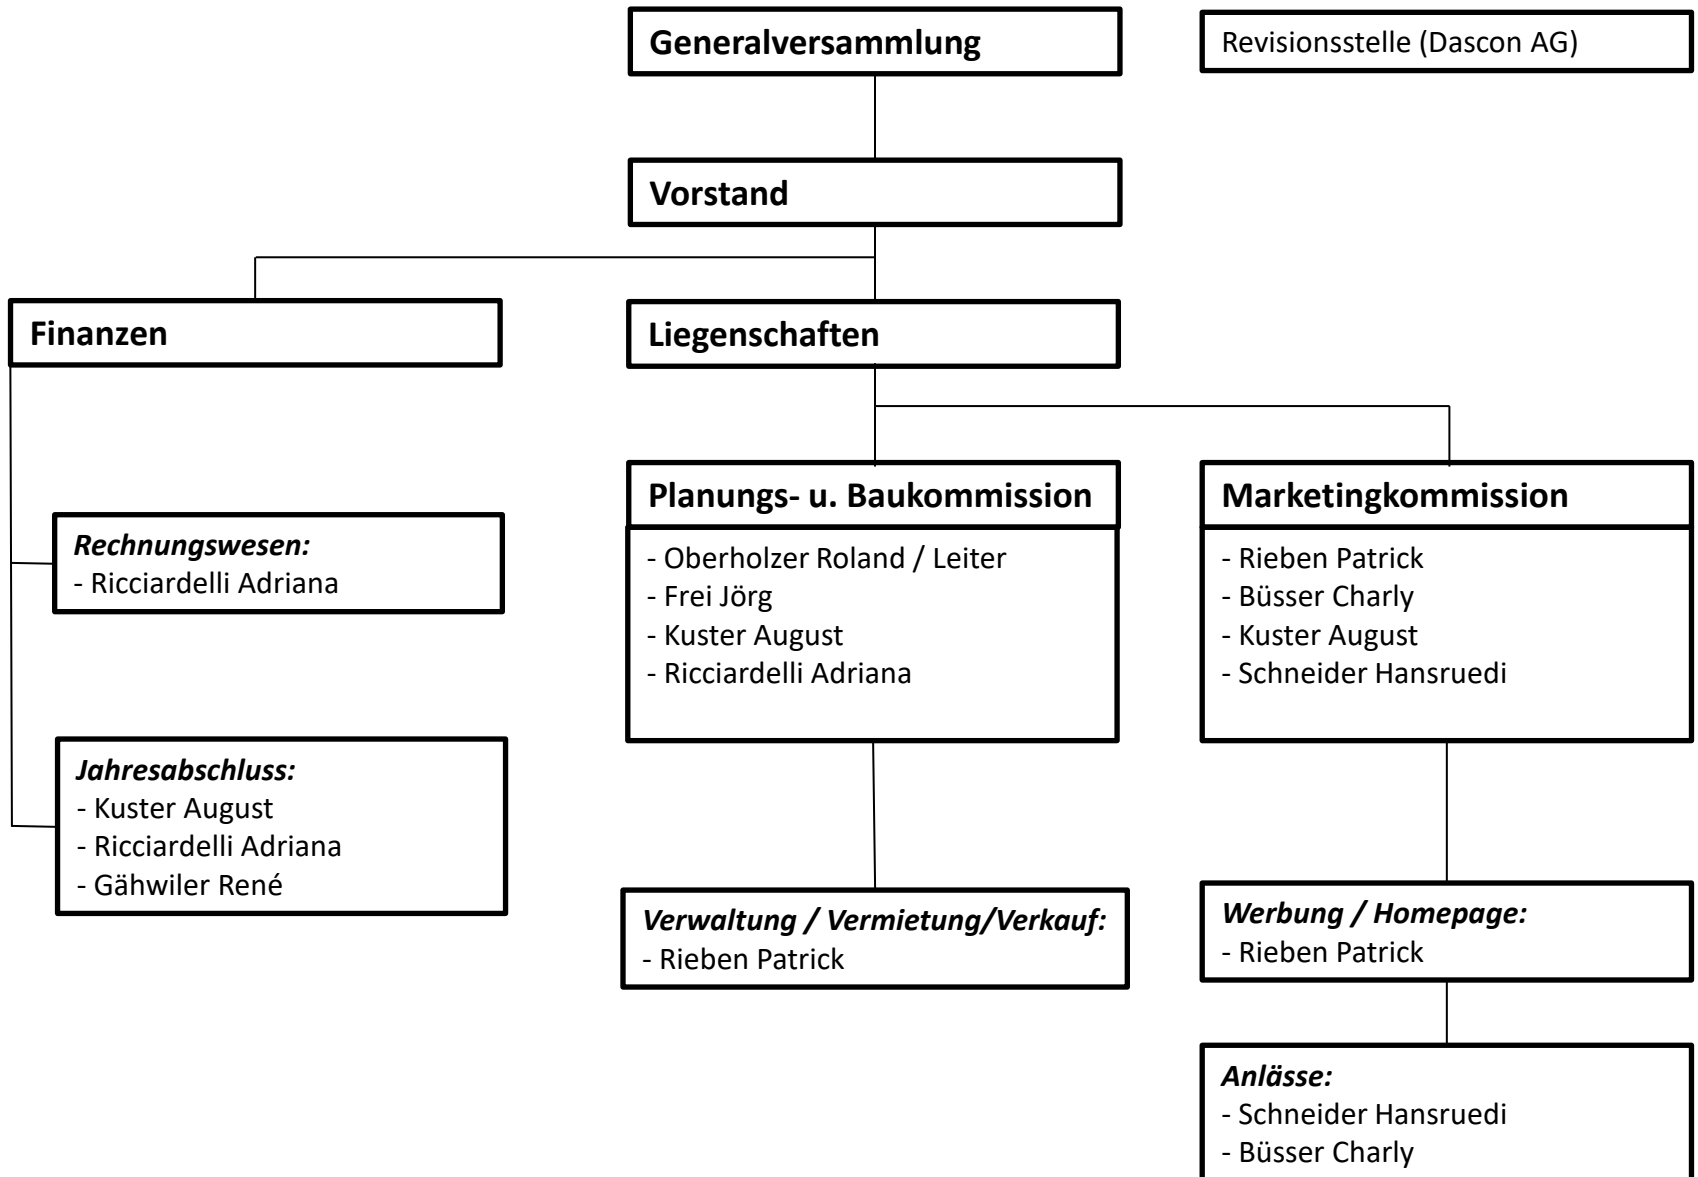 Generalversammlung
Revisionsstelle (Dascon AG)
Vorstand
Finanzen
Liegenschaften
Planungs- u. Baukommission
- Oberholzer Roland / Leiter
- Frei Jörg
- Kuster August
- Ricciardelli Adriana
Marketingkommission
- Rieben Patrick
- Büsser Charly
- Kuster August
- Schneider Hansruedi
Rechnungswesen:
- Ricciardelli Adriana
Jahresabschluss:
- Kuster August
- Ricciardelli Adriana
- Gähwiler René
Verwaltung / Vermietung/Verkauf:
- Rieben Patrick
Werbung / Homepage:
- Rieben Patrick
Anlässe:
- Schneider Hansruedi
- Büsser Charly